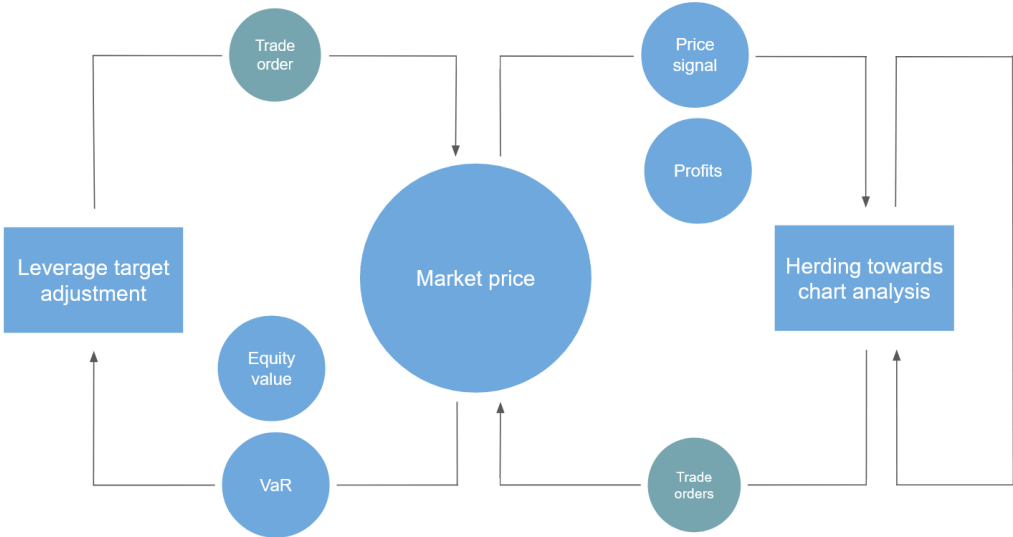 Trade
order
Price
signal
Profits
Leverage target
adjustment
Market price
Herding towards
chart analysis
Equity
value
VaR
Trade
orders